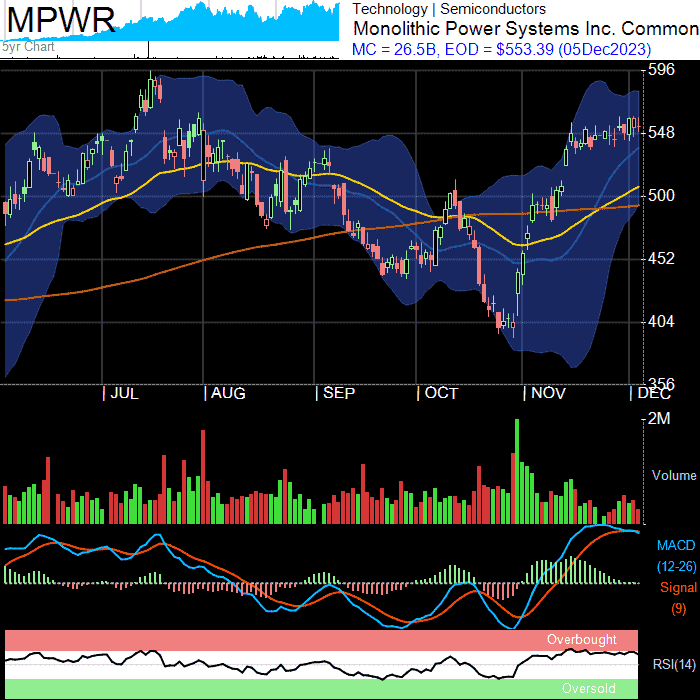 MPWR
5yr Chart
Technology | Semiconductors
Monolithic Power Systems Inc. Common
MC = 26.5B, EOD = $553.39 (05Dec2023)
596
548
500
452
404
356
JUL
AUG
SEP
OCT
NOV
DEC
2M
Volume
MACD
(12-26)
Signal
(9)
Overbought
RSI(14)
Oversold